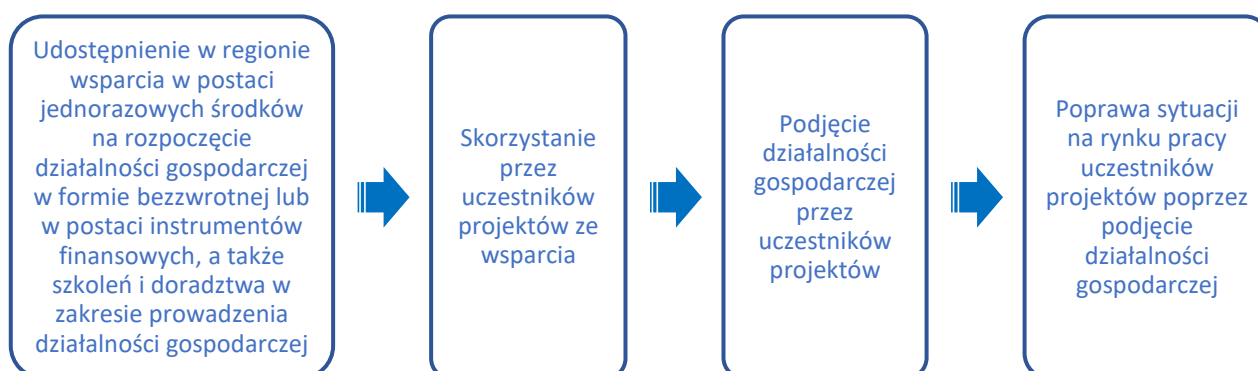 Udostępnienie w regionie
wsparcia w postaci
jednorazowych środków
na rozpoczęcie
działalności gospodarczej
w formie bezzwrotnej lub
w postaci instrumentów
finansowych, a także
szkoleń i doradztwa w
zakresie prowadzenia
działalności gospodarczej
Skorzystanie
przez
uczestników
projektów ze
wsparcia
Podjęcie
działalności
gospodarczej
przez
uczestników
projektów
Poprawa sytuacji
na rynku pracy
uczestników
projektów poprzez
podjęcie
działalności
gospodarczej